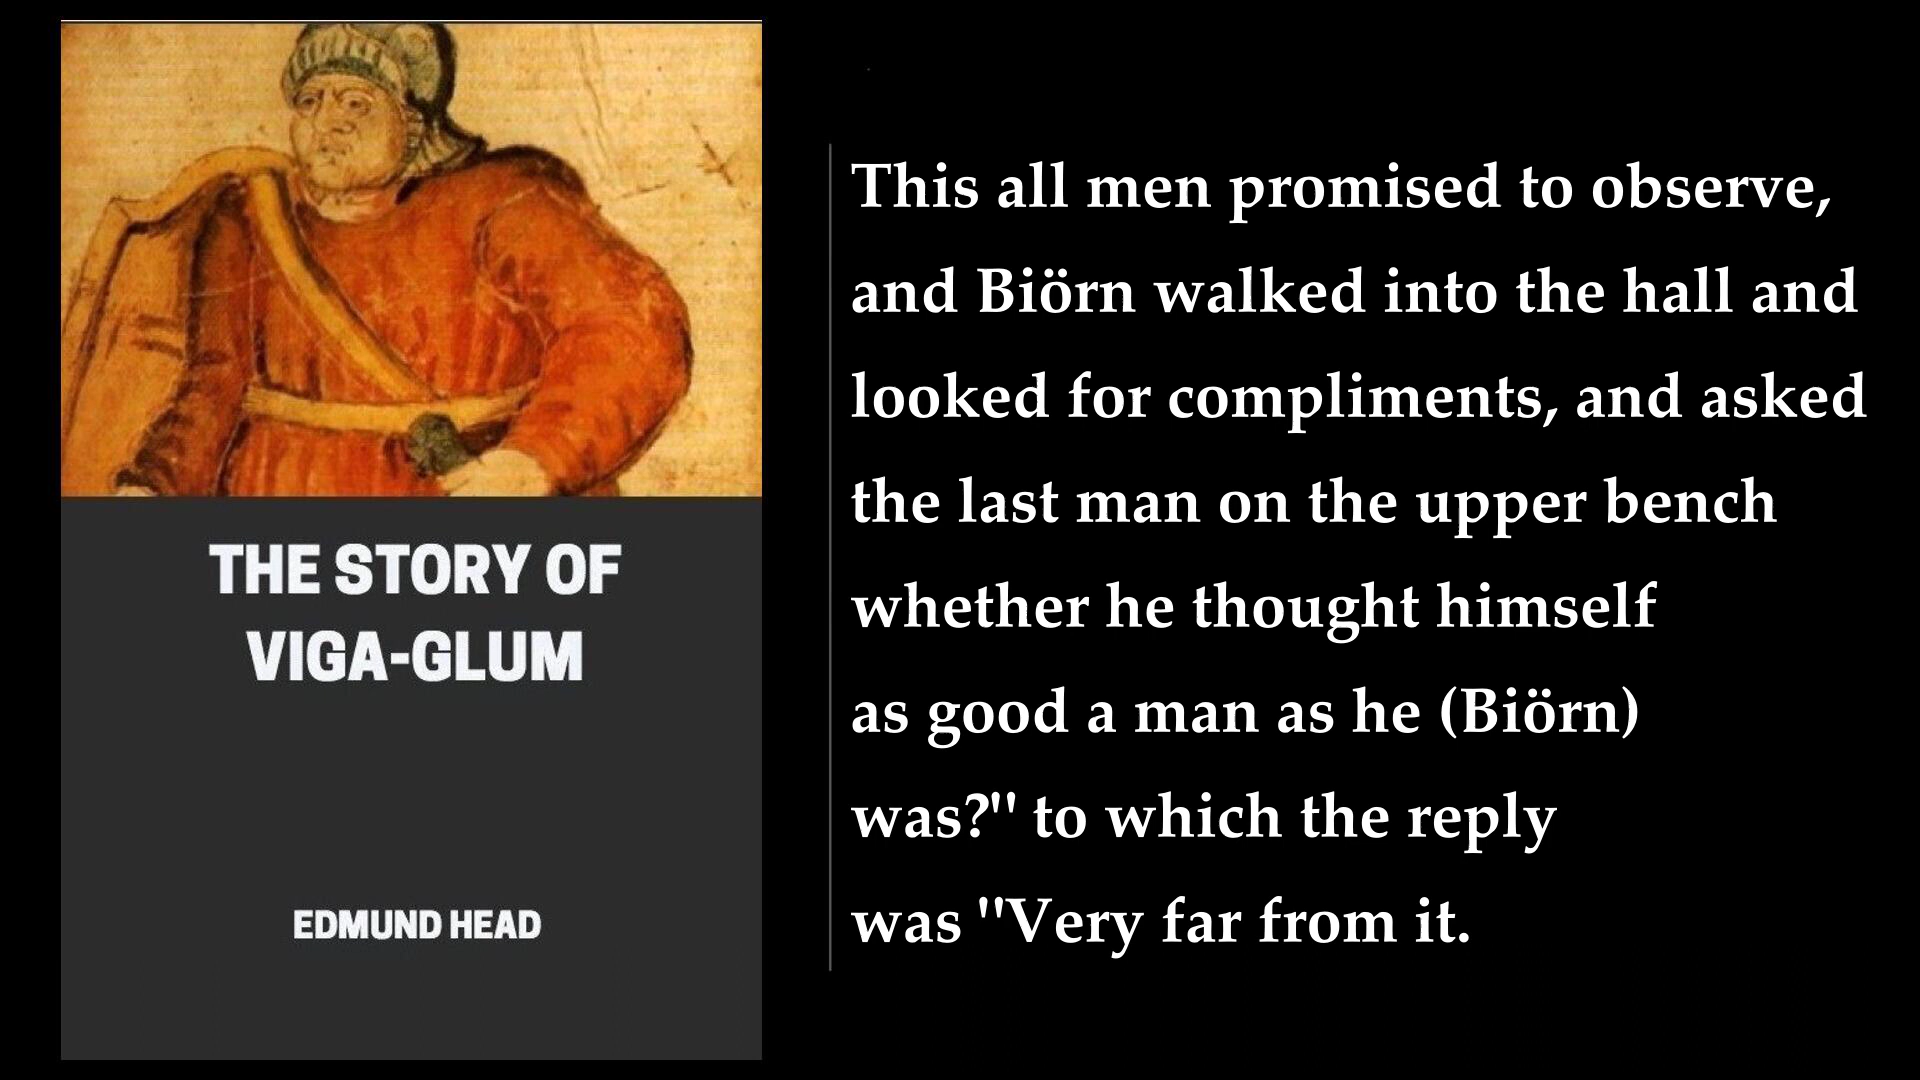 THE STORY OF
VIGA-GLUM
EDMUND HEAD
This all men promised to observe,
and Biörn walked into the hall and
looked for compliments, and asked
the last man on the upper bench
whether he thought himself
as good a man as he (Biörn)
was?" to which the reply
was "Very far from it.